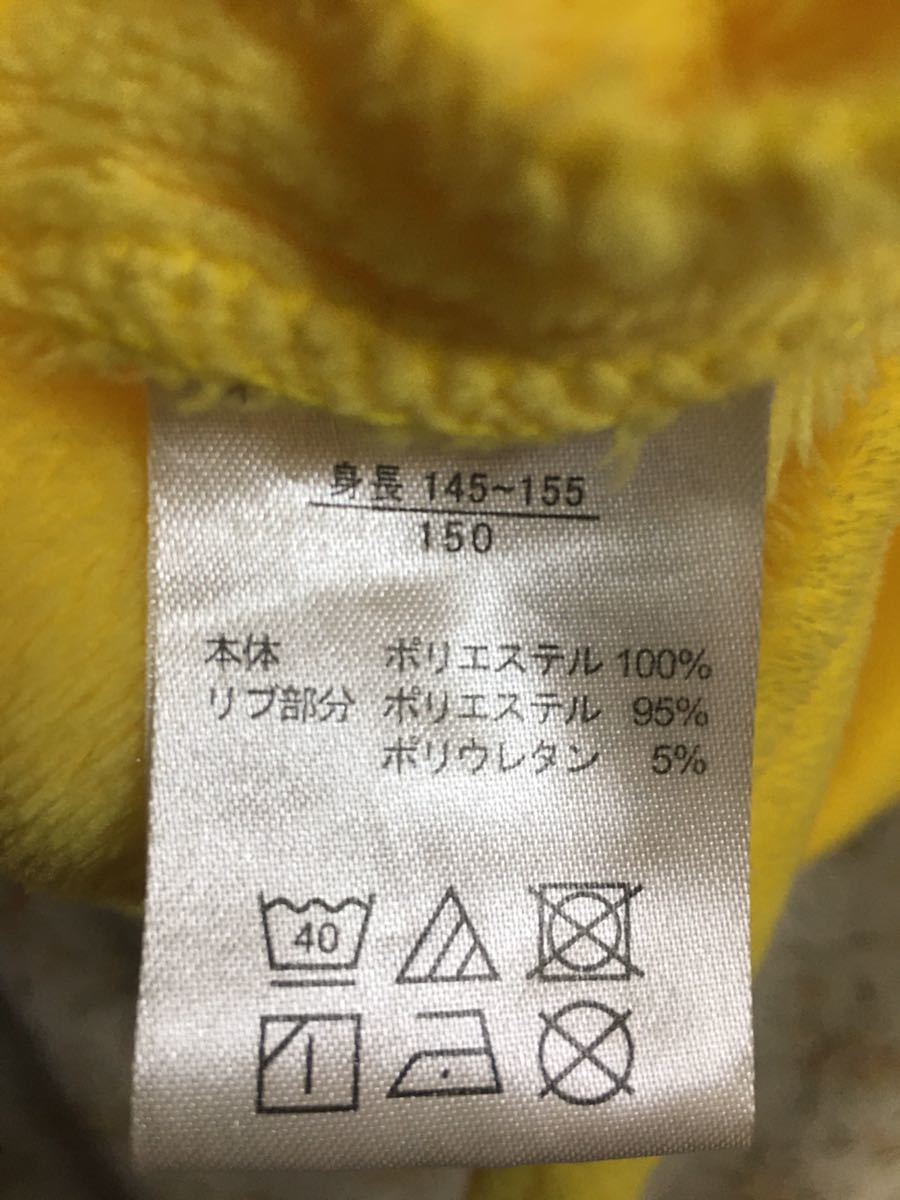 身長 145~155
150
本体 ポリエステル 100%
リブ部分 ポリエステル 95%
ポリウレタン 5%
40